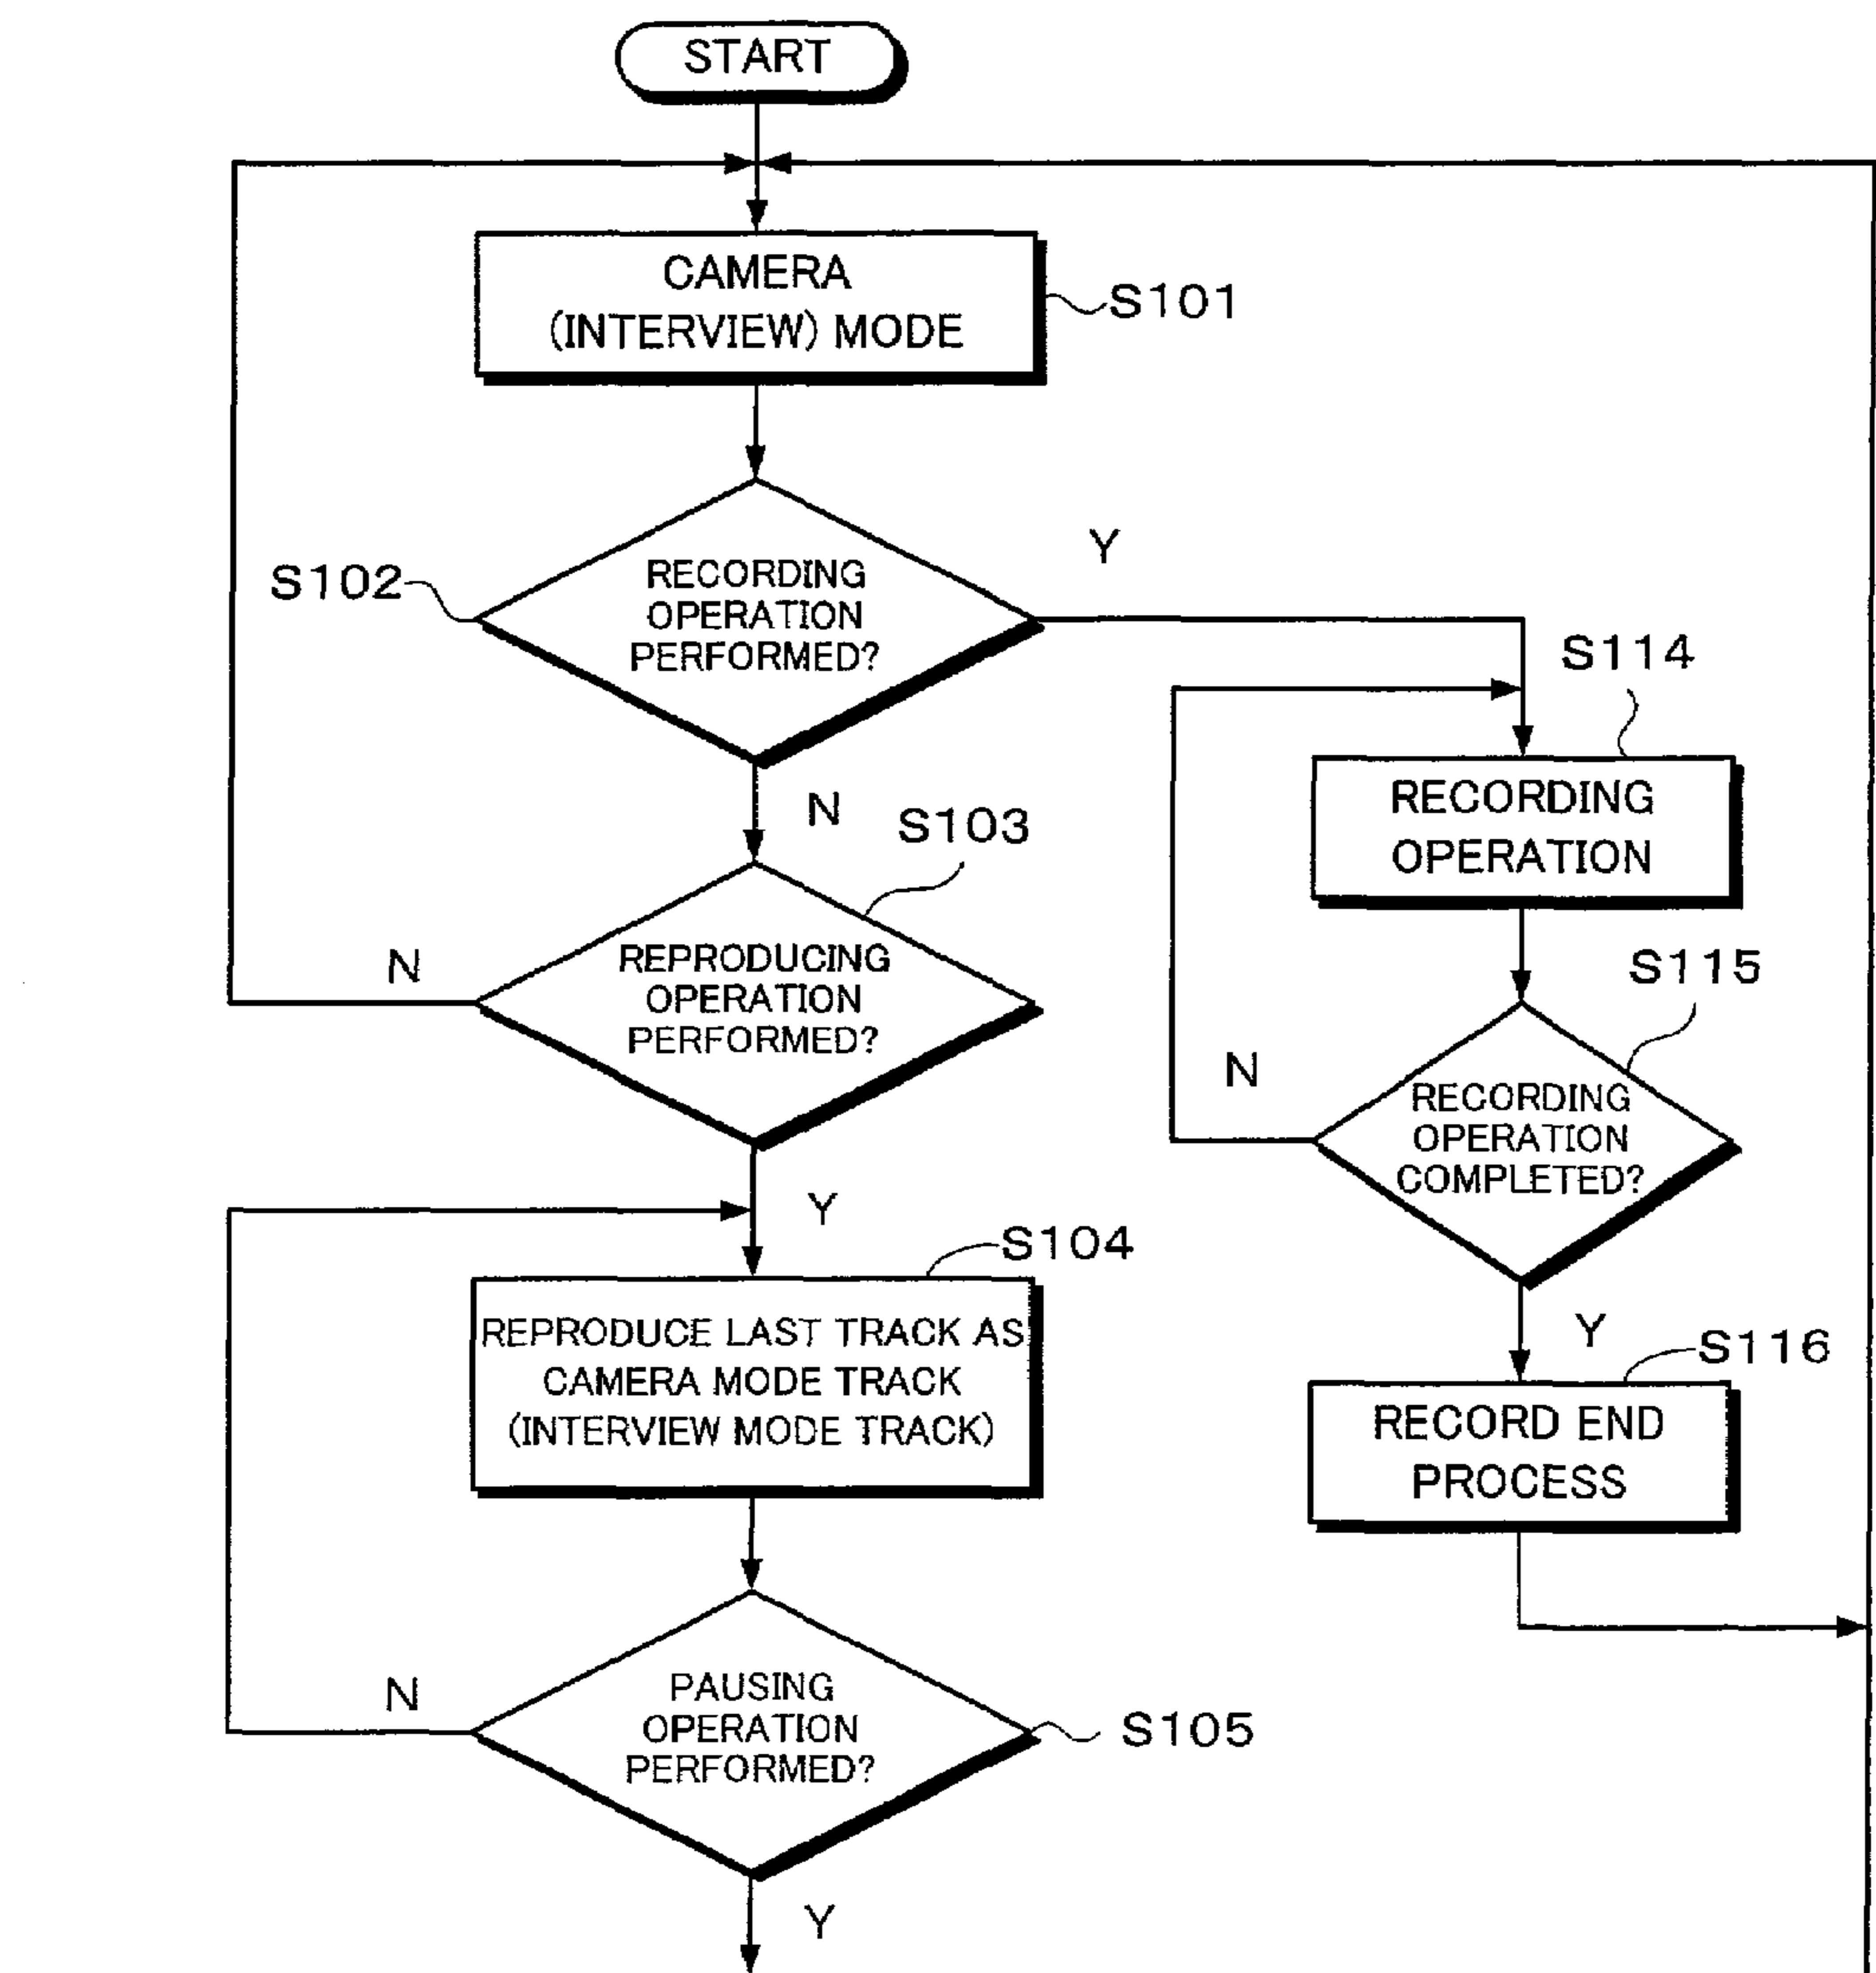 START
CAMERA
(INTERVIEW) MODE
S101
RECORDING
OPERATION
PERFORMED?
S102
Y
N
S103
REPRODUCING
OPERATION
PERFORMED?
N
Y
S104
REPRODUCE LAST TRACK AS
CAMERA MODE TRACK
(INTERVIEW MODE TRACK)
PAUSING
OPERATION
PERFORMED?
S105
N
Y
S114
RECORDING
OPERATION
S115
RECORDING
OPERATION
COMPLETED?
N
Y
S116
RECORD END
PROCESS